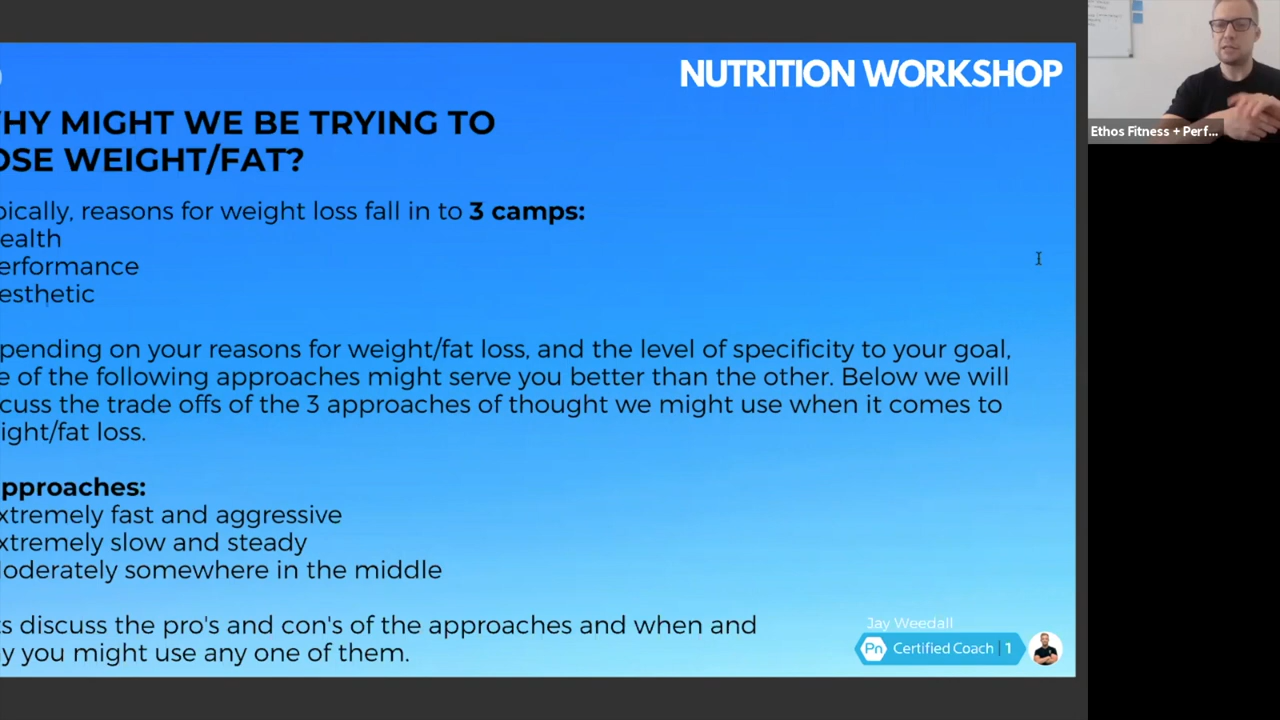 NUTRITION WORKSHOP
HY MIGHT WE BE TRYING TO
OSE WEIGHT/FAT?
pically, reasons for weight loss fall in to 3 camps:
ealth
erformance
esthetic
pending on your reasons for weight/fat loss, and the level of specificity to your goal,
e of the following approaches might serve you better than the other. Below we will
cuss the trade offs of the 3 approaches of thought we might use when it comes to
ight/fat loss.
pproaches:
xtremely fast and aggressive
xtremely slow and steady
oderately somewhere in the middle
s discuss the pro's and con's of the approaches and when and
y you might use any one of them.
Jay Weedall
Pn Certified Coach | 1
Ethos Fitness + Perf...